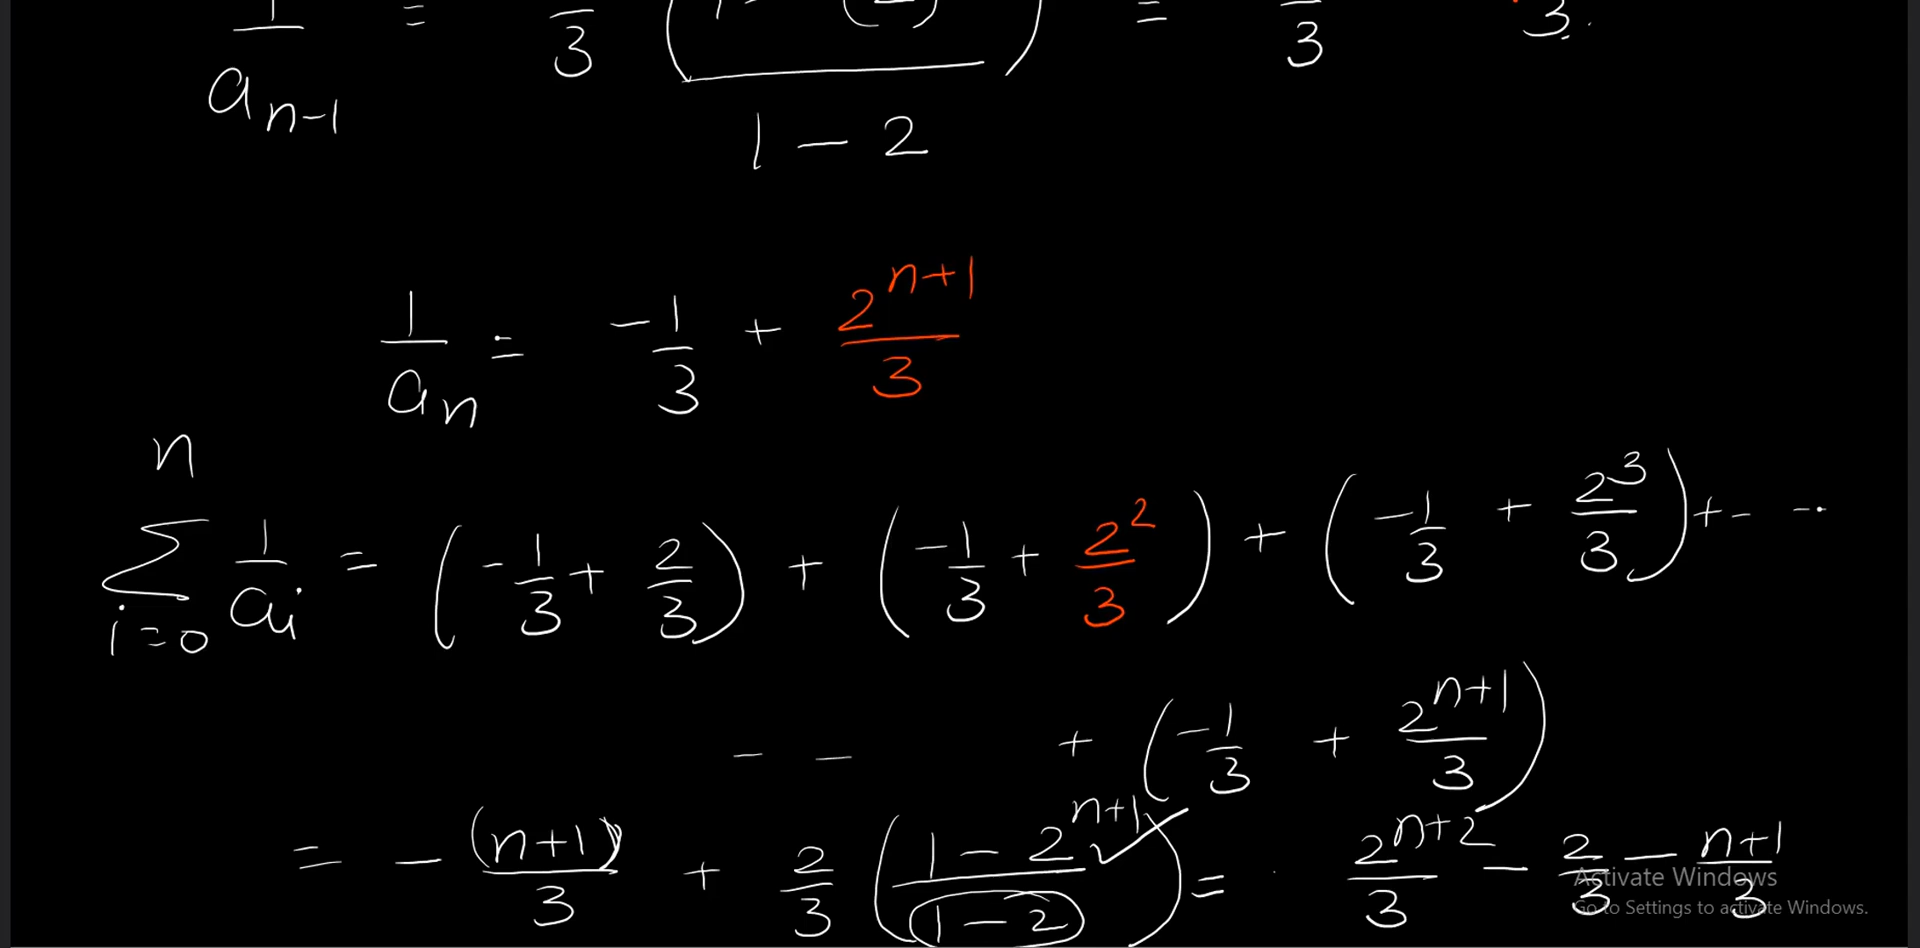 1/a_{n-1} = /3 ( / 1 - 2 ) = /3 3.
1/a_n = -1/3 + 2^{n+1}/3
n
∑ 1/a_i = (-1/3 + 2/3) + (-1/3 + 2^2/3) + (-1/3 + 2^3/3) + - - ..
i=0
- - + (-1/3 + 2^{n+1}/3)
= - (n+1)/3 + 2/3 ( 1 - 2^{n+1} / 1 - 2 ) = 2^{n+2}/3 - 2/3 - n+1/3
Activate Windows
Go to Settings to activate Windows.